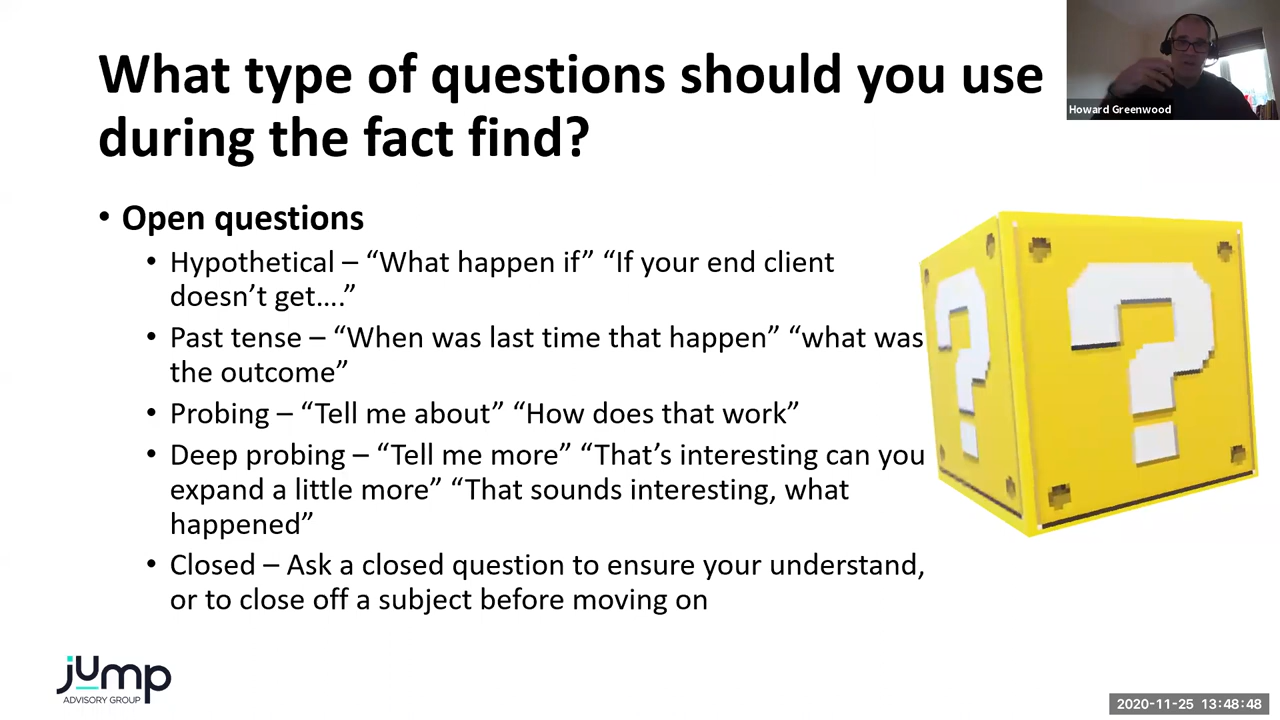 What type of questions should you use
during the fact find?
Howard Greenwood
• Open questions
• Hypothetical – “What happen if” “If your end client
doesn’t get….”
• Past tense – “When was last time that happen” “what was
the outcome”
• Probing – “Tell me about” “How does that work”
• Deep probing – “Tell me more” “That’s interesting can you
expand a little more” “That sounds interesting, what
happened”
• Closed – Ask a closed question to ensure your understand,
or to close off a subject before moving on
? ?
jump
ADVISORY GROUP
2020-11-25 13:48:48